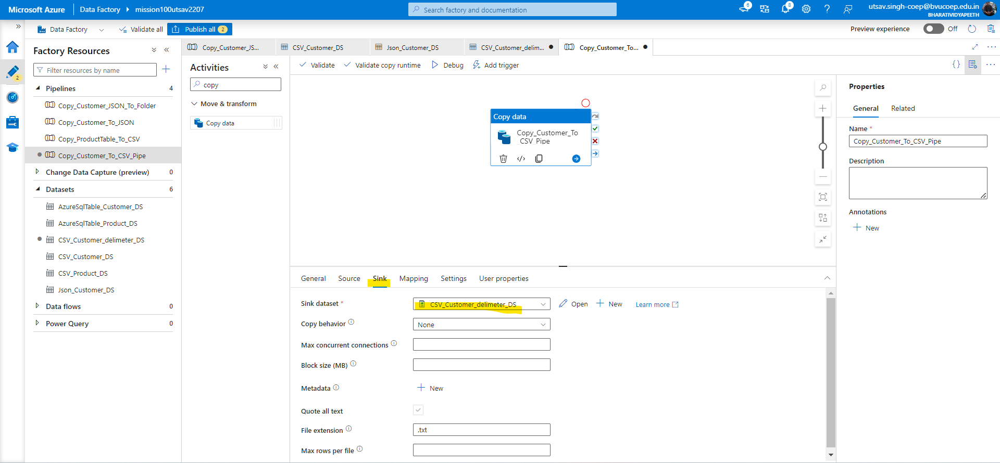 Microsoft Azure
Data Factory
mission100utsav2207
Search factory and documentation
6
8
utsav.singh-coep@bvucoep.edu.in
BHARATIVIDYAPEETH
Data Factory
Validate all
Publish all 2
Preview experience
Off
2
Factory Resources
Filter resources by name
Pipelines 4
Copy_Customer_JSON_To_Folder
Copy_Customer_To_JSON
Copy_ProductTable_To_CSV
Copy_Customer_To_CSV_Pipe
Change Data Capture (preview) 0
Datasets 6
AzureSqlTable_Customer_DS
AzureSqlTable_Product_DS
CSV_Customer_delimeter_DS
CSV_Customer_DS
CSV_Product_DS
Json_Customer_DS
Data flows 0
Power Query 0
Copy_Customer_JS...
CSV_Customer_DS
Json_Customer_DS
CSV_Customer_delim...
Copy_Customer_To...
Activities
copy
Move & transform
Copy data
Validate
Validate copy runtime
Debug
Add trigger
Copy data
Copy_Customer_To
_CSV_Pipe
General
Source
Sink
Mapping
Settings
User properties
Sink dataset *
CSV_Customer_delimeter_DS
Open
New
Learn more
Copy behavior
None
Max concurrent connections
Block size (MB)
Metadata
New
Quote all text
File extension
.txt
Max rows per file
Properties
General
Related
Name *
Copy_Customer_To_CSV_Pipe
Description
Annotations
New